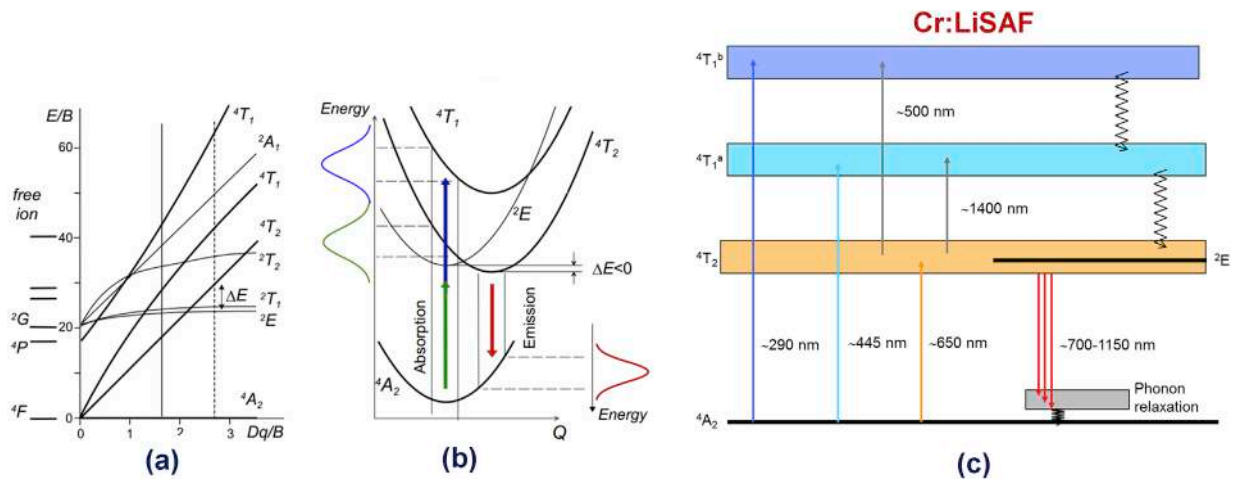 Cr:LiSAF
E/B
60
40
20
0
free
ion
²G
⁴P
⁴F
⁴T₁
²A₁
⁴T₁
⁴T₂
²T₂
ΔE
²T₁
²E
⁴A₂
0
1
2
3
Dq/B
(a)
Energy
⁴T₁
⁴T₂
²E
ΔE<0
Absorption
Emission
⁴A₂
Q
Energy
(b)
⁴T₁ᵇ
~500 nm
⁴T₁ᵃ
~1400 nm
⁴T₂
²E
~290 nm
~445 nm
~650 nm
~700-1150 nm
Phonon
relaxation
⁴A₂
(c)